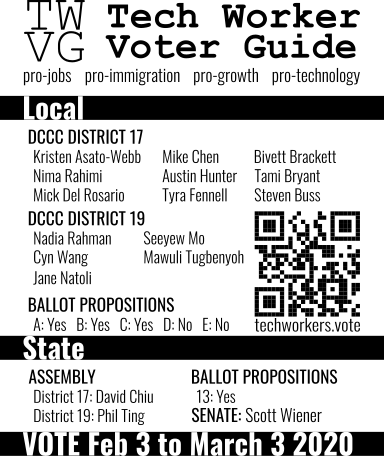 TW Tech Worker
VG Voter Guide
pro-jobs pro-immigration pro-growth pro-technology
Local
DCCC DISTRICT 17
Kristen Asato-Webb Mike Chen Bivett Brackett
Nima Rahimi Austin Hunter Tami Bryant
Mick Del Rosario Tyra Fennell Steven Buss
DCCC DISTRICT 19
Nadia Rahman Seeyew Mo
Cyn Wang Mawuli Tugbenyoh
Jane Natoli
BALLOT PROPOSITIONS
A: Yes B: Yes C: Yes D: No E: No
techworkers.vote
State
ASSEMBLY
District 17: David Chiu
District 19: Phil Ting
BALLOT PROPOSITIONS
13: Yes
SENATE: Scott Wiener
VOTE Feb 3 to March 3 2020